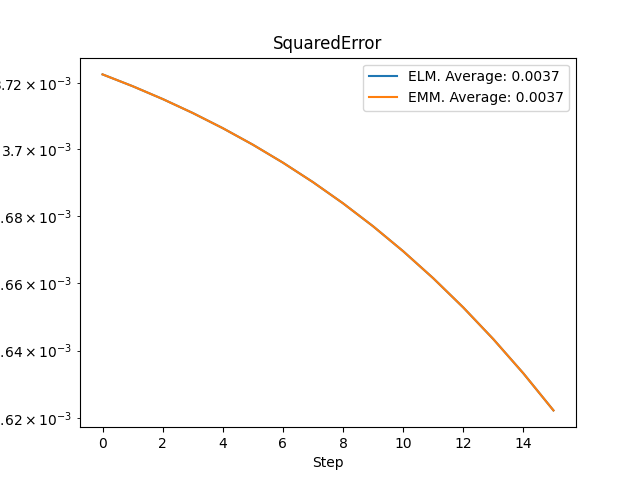 SquaredError
ELM. Average: 0.0037
EMM. Average: 0.0037
.72 × 10⁻³
3.7 × 10⁻³
.68 × 10⁻³
.66 × 10⁻³
.64 × 10⁻³
.62 × 10⁻³
0 2 4 6 8 10 12 14
Step